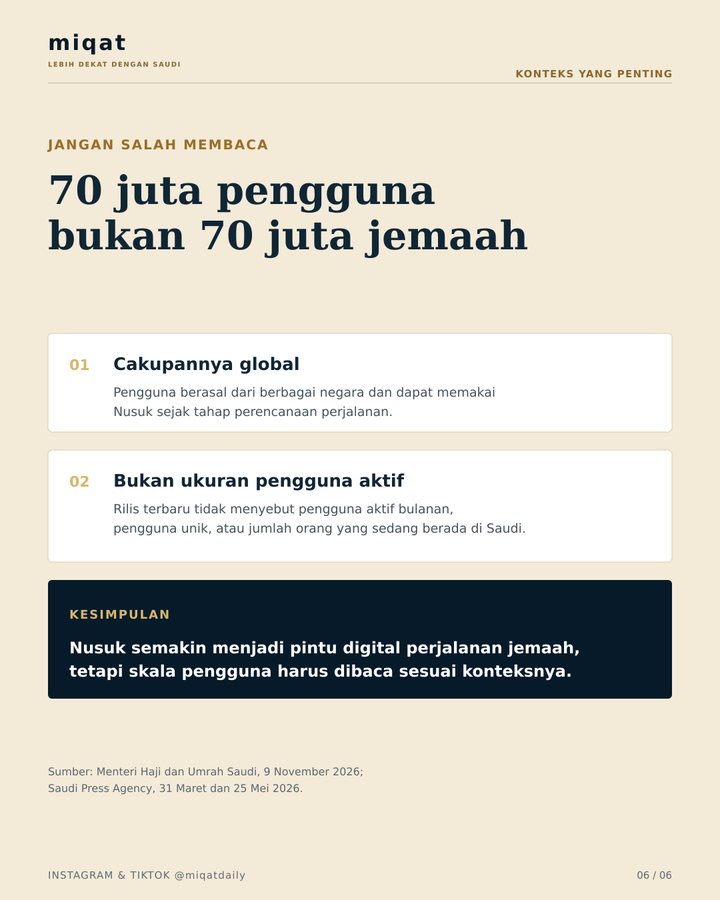 miqat
LEBIH DEKAT DENGAN SAUDI
KONTEKS YANG PENTING
JANGAN SALAH MEMBACA
70 juta pengguna
bukan 70 juta jemaah
01 Cakupannya global
Pengguna berasal dari berbagai negara dan dapat memakai
Nusuk sejak tahap perencanaan perjalanan.
02 Bukan ukuran pengguna aktif
Rilis terbaru tidak menyebut pengguna aktif bulanan,
pengguna unik, atau jumlah orang yang sedang berada di Saudi.
KESIMPULAN
Nusuk semakin menjadi pintu digital perjalanan jemaah,
tetapi skala pengguna harus dibaca sesuai konteksnya.
Sumber: Menteri Haji dan Umrah Saudi, 9 November 2026;
Saudi Press Agency, 31 Maret dan 25 Mei 2026.
INSTAGRAM & TIKTOK @miqatdaily
06 / 06